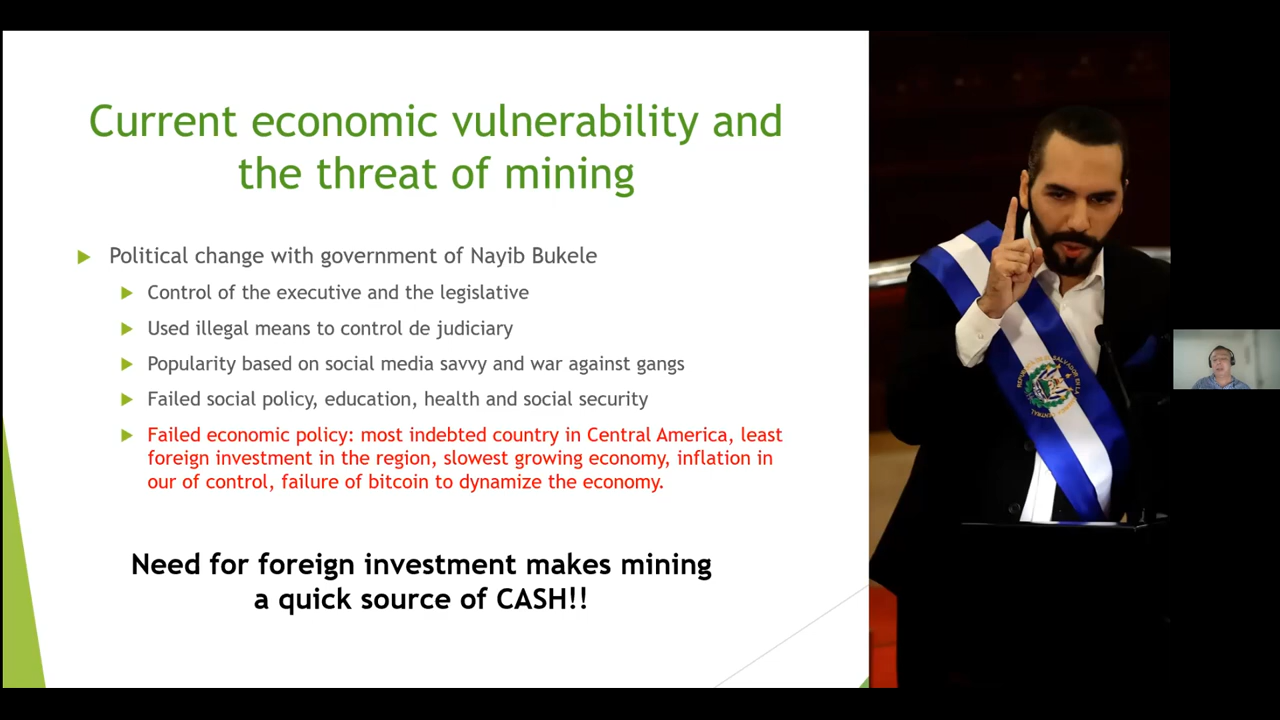 Current economic vulnerability and
the threat of mining
Political change with government of Nayib Bukele
Control of the executive and the legislative
Used illegal means to control de judiciary
Popularity based on social media savvy and war against gangs
Failed social policy, education, health and social security
Failed economic policy: most indebted country in Central America, least
foreign investment in the region, slowest growing economy, inflation in
our of control, failure of bitcoin to dynamize the economy.
Need for foreign investment makes mining
a quick source of CASH!!